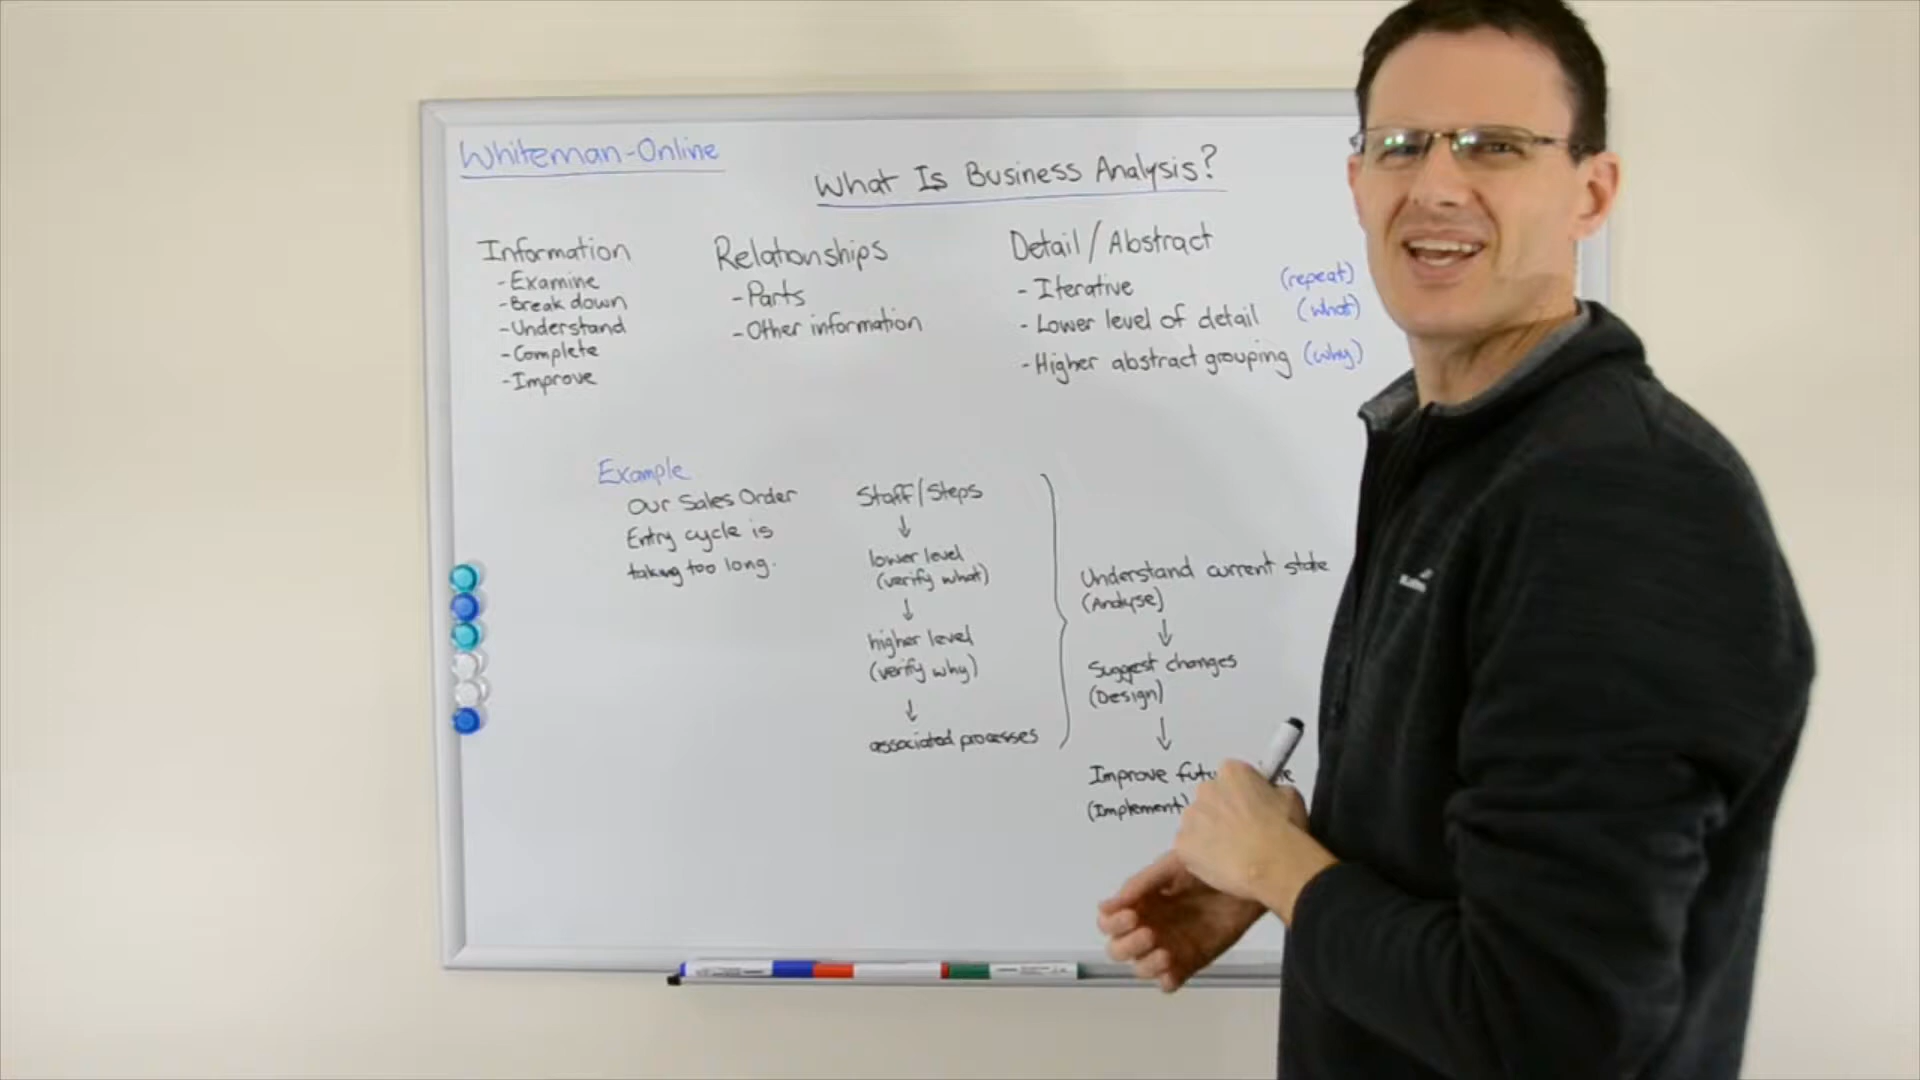 Whiteman-Online
What Is Business Analysis?
Information
-Examine
-Break down
-Understand
-Complete
-Improve
Relationships
-Parts
-Other information
Detail/Abstract
-Iterative (repeat)
-Lower level of detail (what)
-Higher abstract grouping (why)
Example
Our Sales Order
Entry cycle is
taking too long.
Staff/Steps
↓
lower level
(verify what)
↓
higher level
(verify why)
↓
associated processes
Understand current state
(Analyse)
↓
Suggest changes
(Design)
↓
Improve
(Implement)